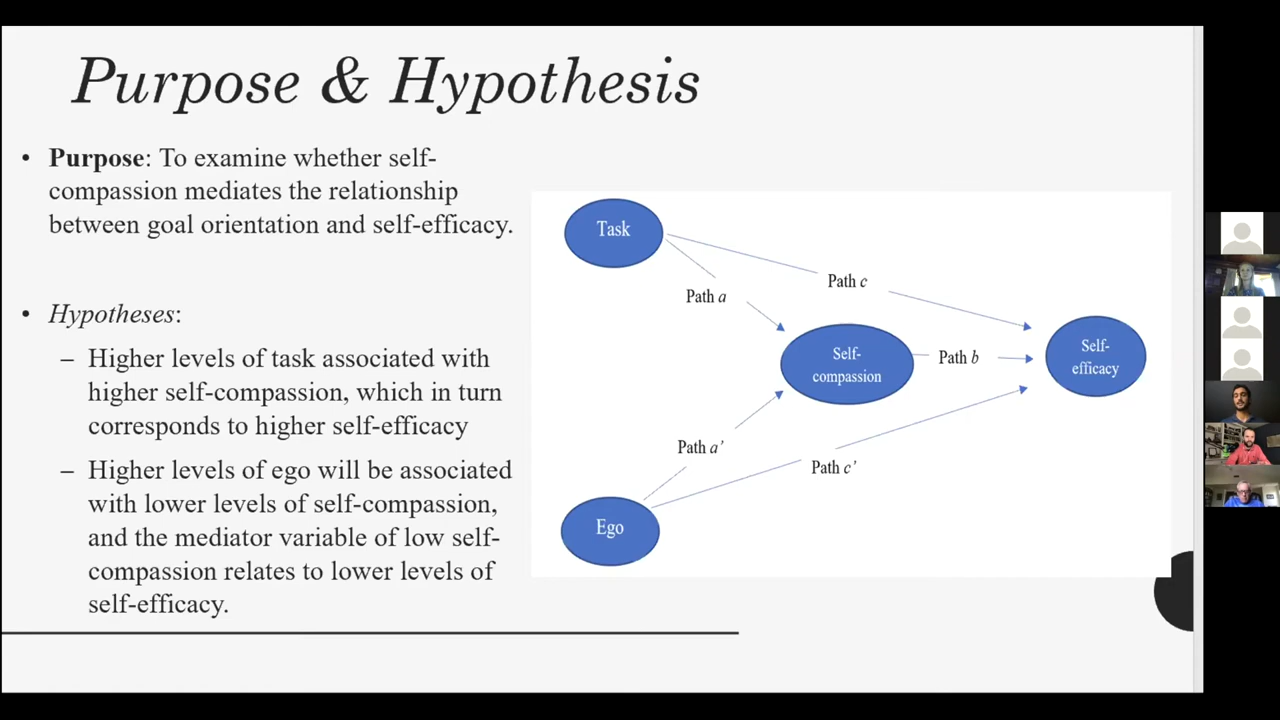 Purpose & Hypothesis
• Purpose: To examine whether self-
compassion mediates the relationship
between goal orientation and self-efficacy.
• Hypotheses:
– Higher levels of task associated with
higher self-compassion, which in turn
corresponds to higher self-efficacy
– Higher levels of ego will be associated
with lower levels of self-compassion,
and the mediator variable of low self-
compassion relates to lower levels of
self-efficacy.
Task
Path c
Path a
Self-
compassion
Path b
Self-
efficacy
Path a’
Path c’
Ego